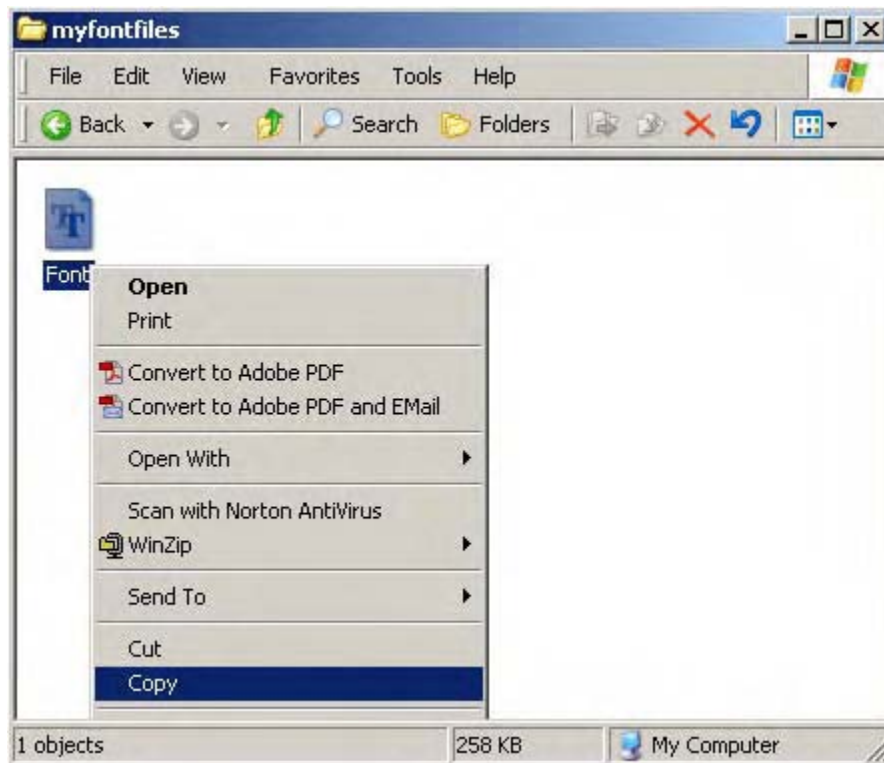 myfontfiles
File Edit View Favorites Tools Help
Back Search Folders
Font
Open
Print
Convert to Adobe PDF
Convert to Adobe PDF and EMail
Open With
Scan with Norton AntiVirus
WinZip
Send To
Cut
Copy
1 objects 258 KB My Computer